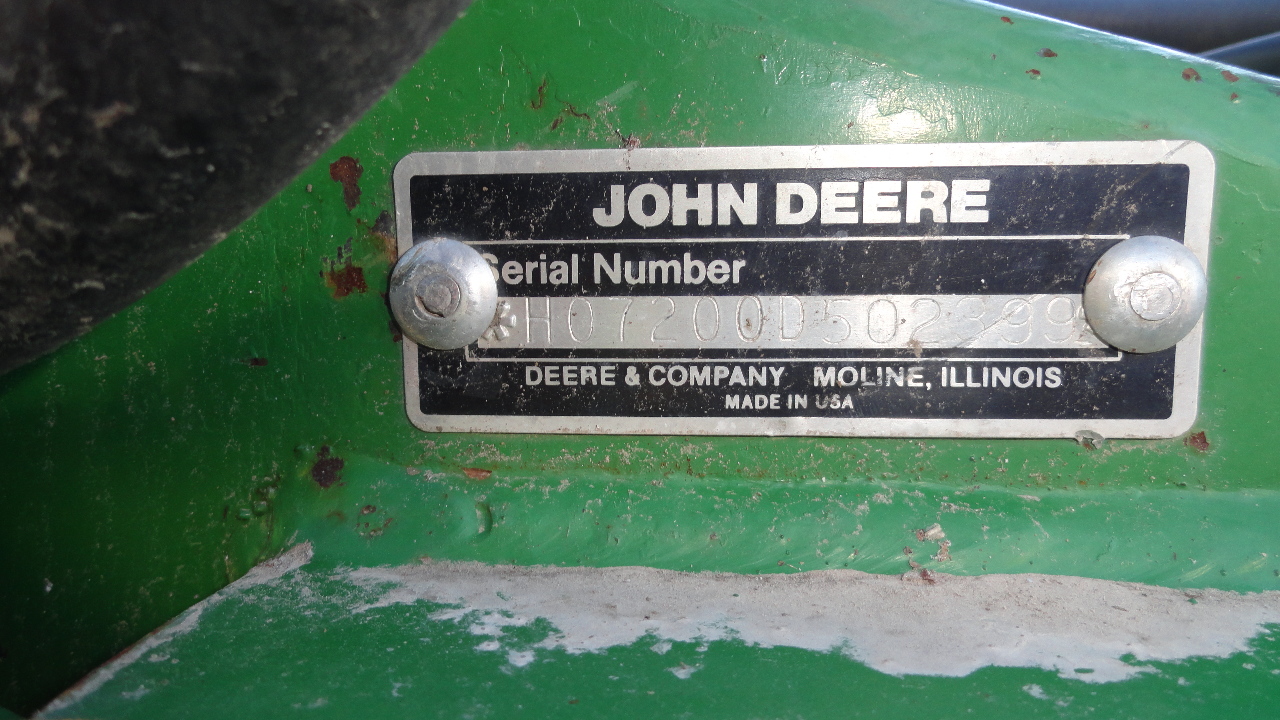 JOHN DEERE
Serial Number
*H07200D502399*
DEERE & COMPANY MOLINE, ILLINOIS
MADE IN USA